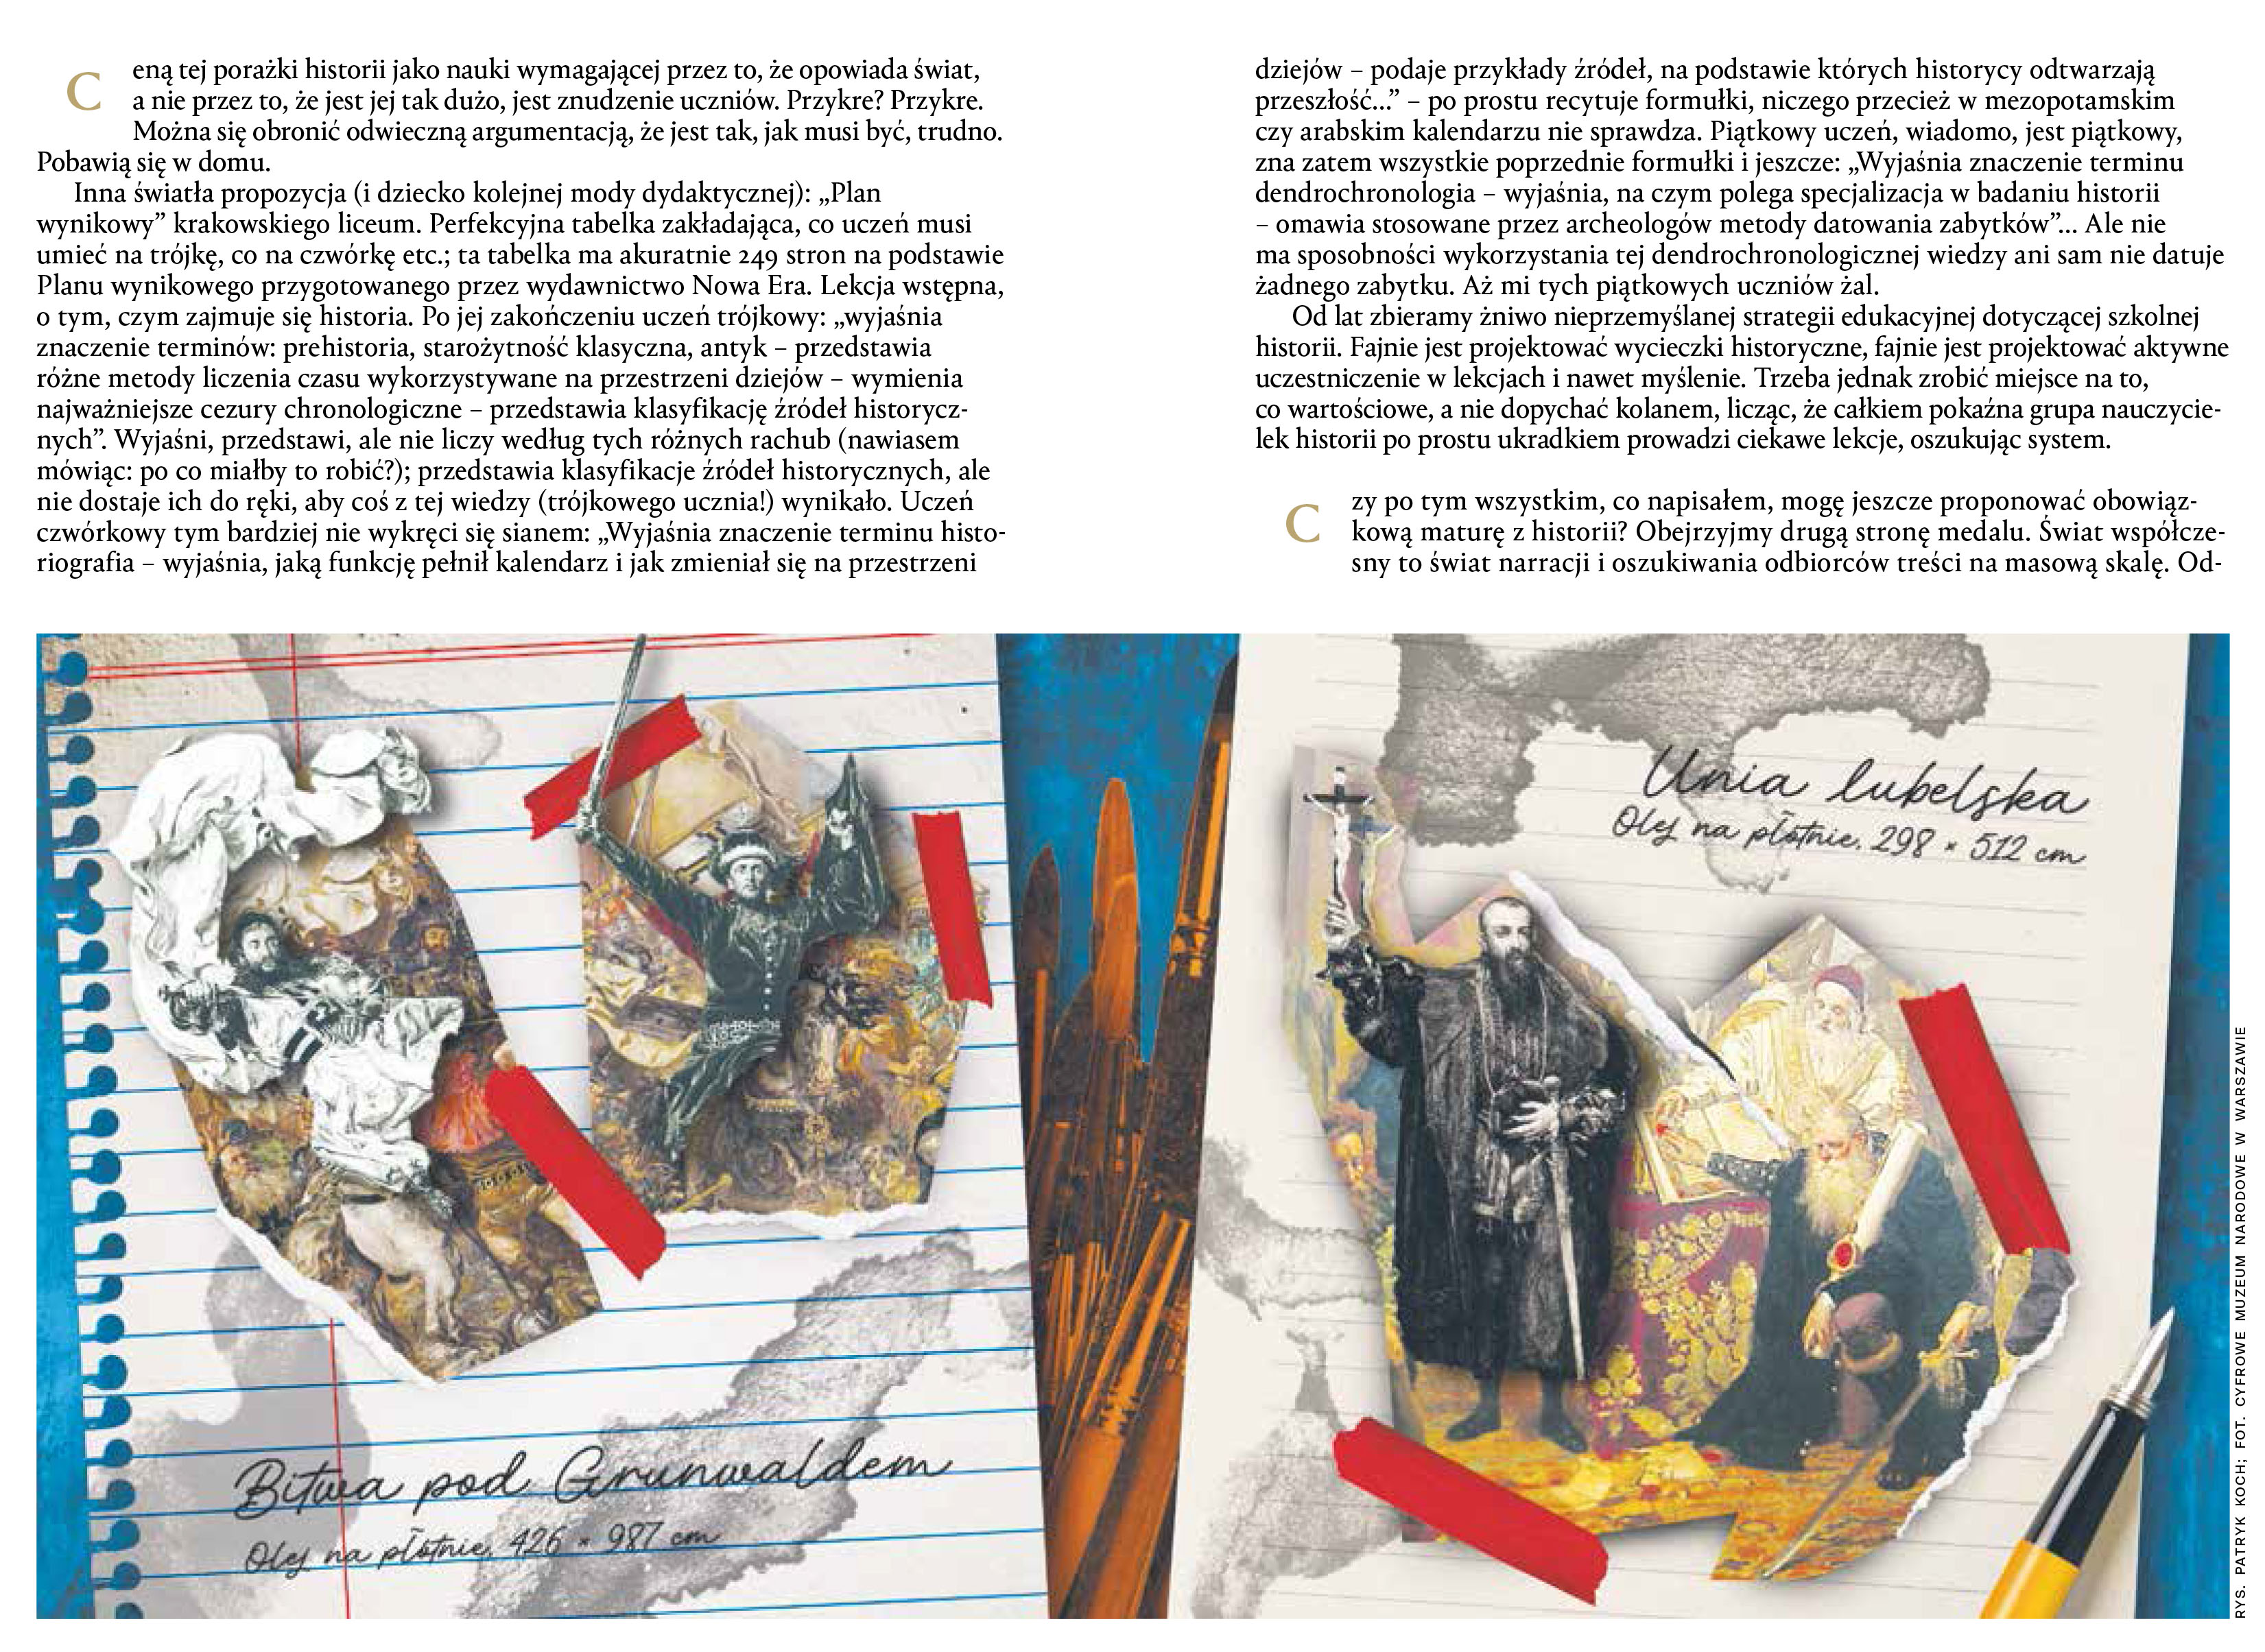 Ceną tej porażki historii jako nauki wymagającej przez to, że opowiada świat,
a nie przez to, że jest jej tak dużo, jest znudzenie uczniów. Przykre? Przykre.
Można się obronić odwieczną argumentacją, że jest tak, jak musi być, trudno.
Pobawią się w domu.
Inna światła propozycja (i dziecko kolejnej mody dydaktycznej): „Plan
wynikowy” krakowskiego liceum. Perfekcyjna tabelka zakładająca, co uczeń musi
umieć na trójkę, co na czwórkę etc.; ta tabelka ma akuratnie 249 stron na podstawie
Planu wynikowego przygotowanego przez wydawnictwo Nowa Era. Lekcja wstępna,
o tym, czym zajmuje się historia. Po jej zakończeniu uczeń trójkowy: „wyjaśnia
znaczenie terminów: prehistoria, starożytność klasyczna, antyk – przedstawia
różne metody liczenia czasu wykorzystywane na przestrzeni dziejów – wymienia
najważniejsze cezury chronologiczne – przedstawia klasyfikację źródeł historycz-
nych”. Wyjaśni, przedstawi, ale nie liczy według tych różnych rachub (nawiasem
mówiąc: po co miałby to robić?); przedstawia klasyfikacje źródeł historycznych, ale
nie dostaje ich do ręki, aby coś z tej wiedzy (trójkowego ucznia!) wynikało. Uczeń
czwórkowy tym bardziej nie wykręci się sianem: „Wyjaśnia znaczenie terminu histo-
riografia – wyjaśnia, jaką funkcję pełnił kalendarz i jak zmieniał się na przestrzeni
dziejów – podaje przykłady źródeł, na podstawie których historycy odtwarzają
przeszłość...” – po prostu recytuje formułki, niczego przecież w mezopotamskim
czy arabskim kalendarzu nie sprawdza. Piątkowy uczeń, wiadomo, jest piątkowy,
zna zatem wszystkie poprzednie formułki i jeszcze: „Wyjaśnia znaczenie terminu
dendrochronologia – wyjaśnia, na czym polega specjalizacja w badaniu historii
– omawia stosowane przez archeologów metody datowania zabytków”... Ale nie
ma sposobności wykorzystania tej dendrochronologicznej wiedzy ani sam nie datuje
żadnego zabytku. Aż mi tych piątkowych uczniów żal.
Od lat zbieramy żniwo nieprzemyślanej strategii edukacyjnej dotyczącej szkolnej
historii. Fajnie jest projektować wycieczki historyczne, fajnie jest projektować aktywne
uczestniczenie w lekcjach i nawet myślenie. Trzeba jednak zrobić miejsce na to,
co wartościowe, a nie dopychać kolanem, licząc, że całkiem pokaźna grupa nauczycie-
lek historii po prostu ukradkiem prowadzi ciekawe lekcje, oszukując system.
Czy po tym wszystkim, co napisałem, mogę jeszcze proponować obowiąz-
kową maturę z historii? Obejrzyjmy drugą stronę medalu. Świat współcze-
sny to świat narracji i oszukiwania odbiorców treści na masową skalę. Od-
Bitwa pod Grunwaldem
Olej na płótnie, 426 × 987 cm
Unia lubelska
Olej na płótnie, 298 × 512 cm
RYS. PATRYK KOCH; FOT. CYFROWE MUZEUM NARODOWE W WARSZAWIE